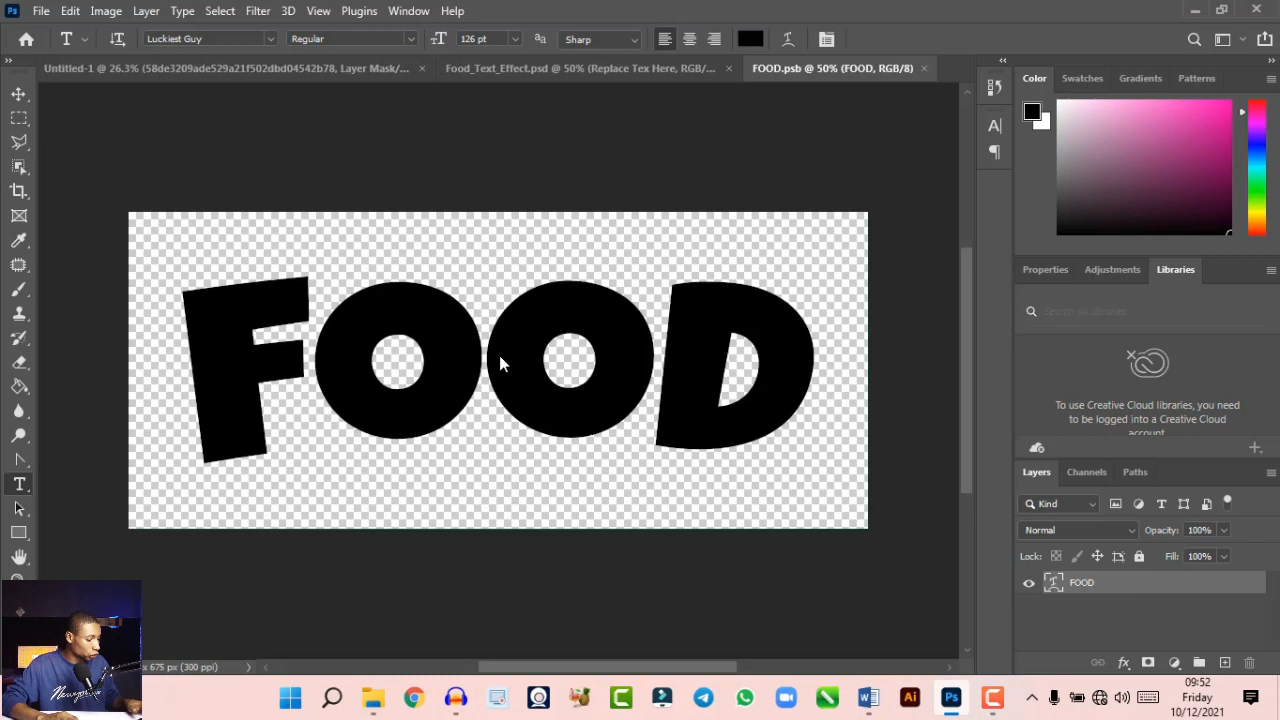 Ps File Edit Image Layer Type Select Filter 3D View Plugins Window Help
T Luckiest Guy Regular 126 pt Sharp
Untitled-1 @ 26.3% (58de3209ade529a21f502dbd04542b78, Layer Mask/...
Food_Text_Effect.psd @ 50% (Replace Tex Here, RGB/...
FOOD.psb @ 50% (FOOD, RGB/8)
FOOD
Color Swatches Gradients Patterns
Properties Adjustments Libraries
Search all libraries
To use Creative Cloud libraries, you need
to be logged into a Creative Cloud
account.
Layers Channels Paths
Kind
Normal Opacity: 100%
Lock: Fill: 100%
FOOD
675 px (300 ppi)
fx
Ai Ps
09:52
Friday
10/12/2021